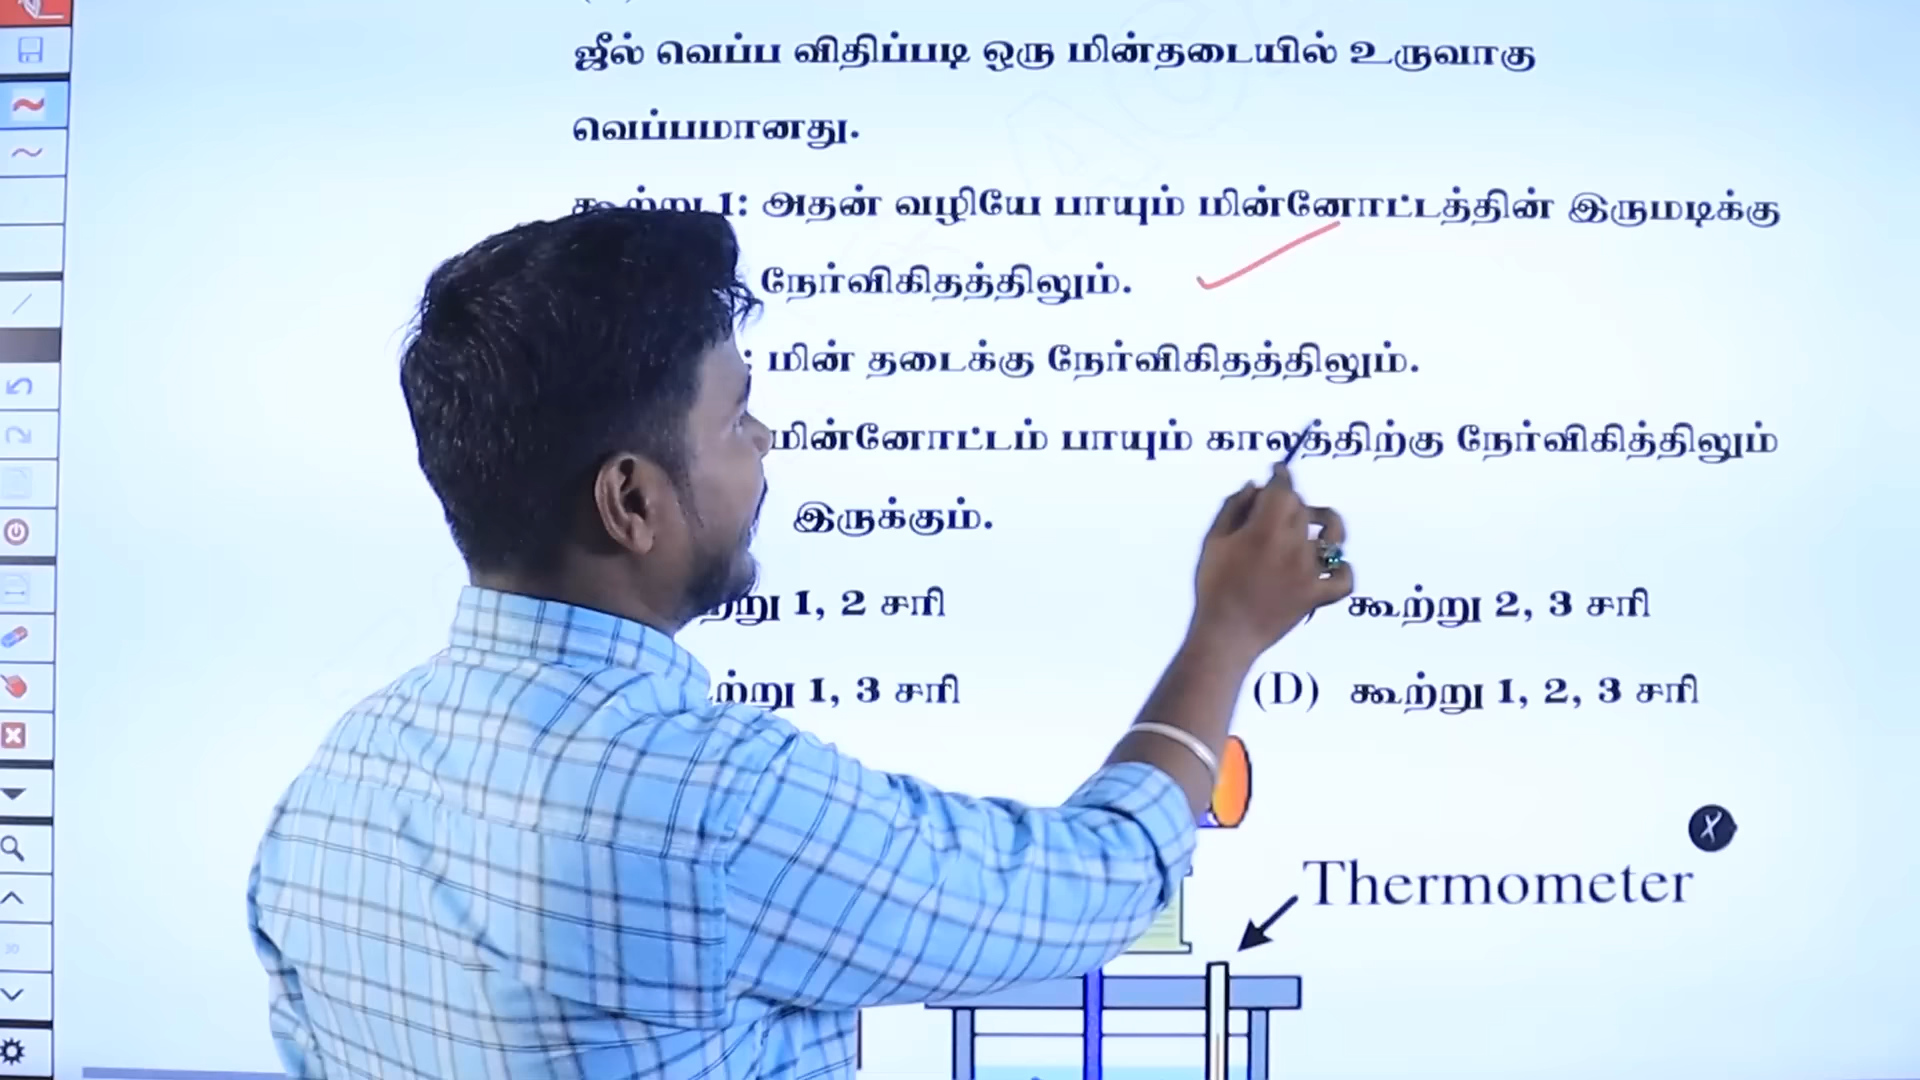 ஜீல் வெப்ப விதிப்படி ஒரு மின்தடையில் உருவாகு
வெப்பமானது.
கூற்று 1: அதன் வழியே பாயும் மின்னோட்டத்தின் இருமடிக்கு
நேர்விகிதத்திலும்.
: மின் தடைக்கு நேர்விகிதத்திலும்.
மின்னோட்டம் பாயும் காலத்திற்கு நேர்விகித்திலும்
இருக்கும்.
1, 2 சரி
கூற்று 2, 3 சரி
1, 3 சரி
(D) கூற்று 1, 2, 3 சரி
X
Thermometer